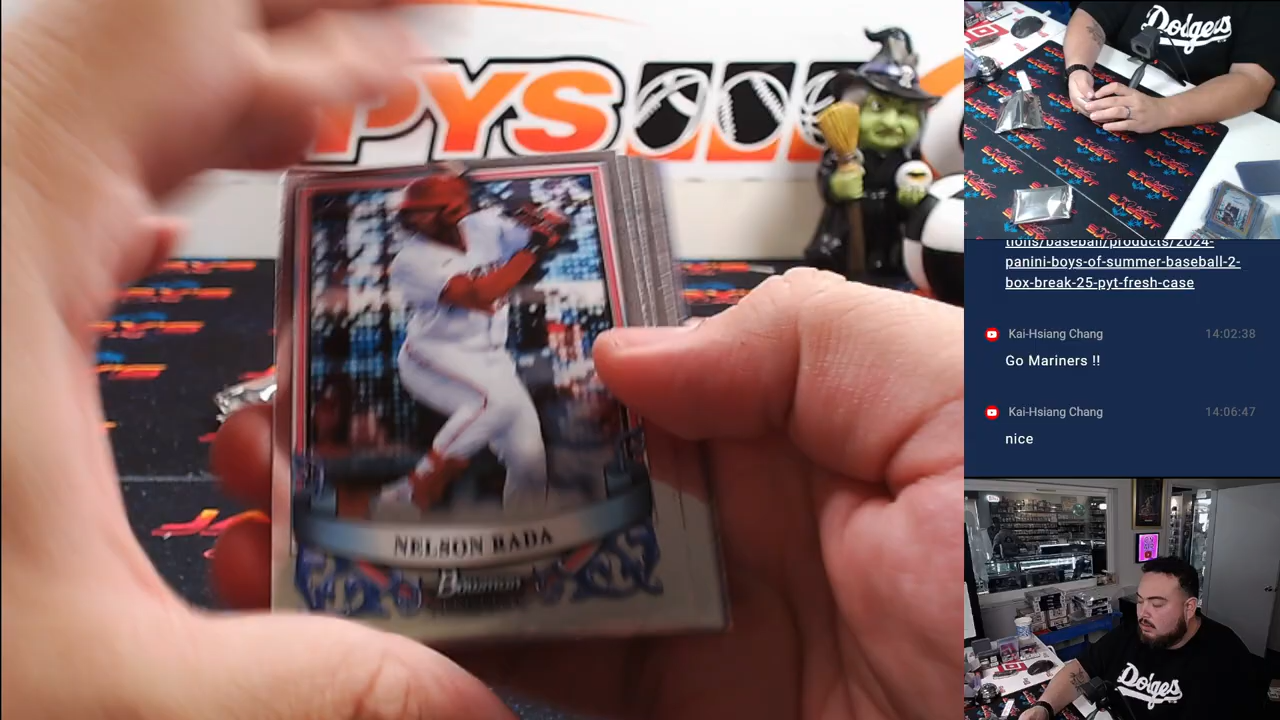 PYS
NELSON RADA
Bowman
Dodgers
tions/baseball/products/2024-
panini-boys-of-summer-baseball-2-
box-break-25-pyt-fresh-case
Kai-Hsiang Chang 14:02:38
Go Mariners !!
Kai-Hsiang Chang 14:06:47
nice
Dodgers